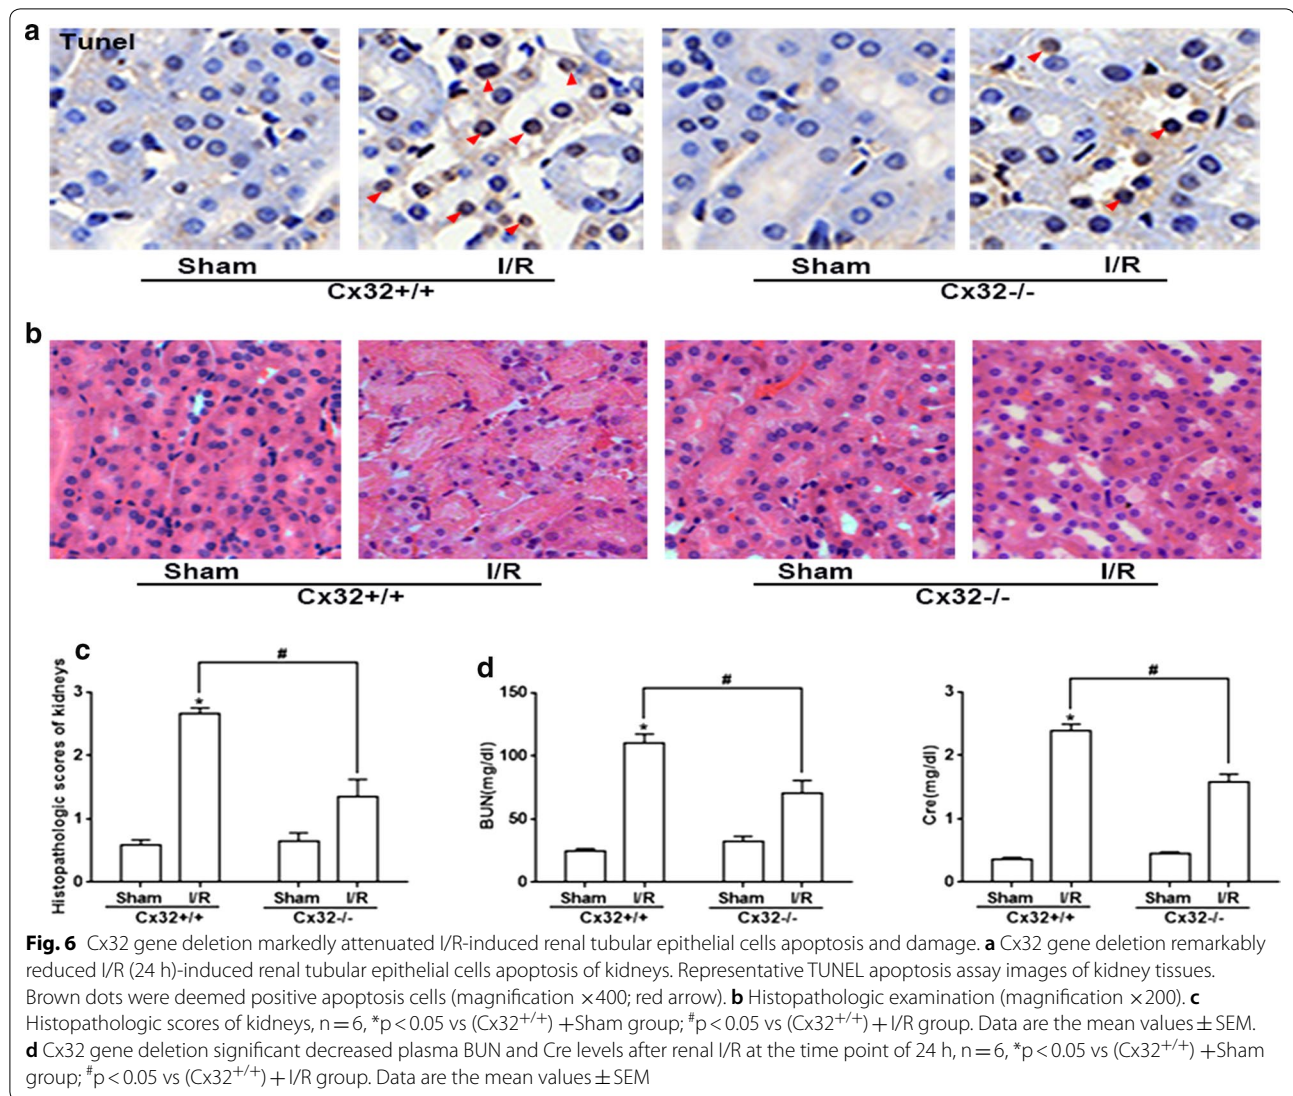 a
Tunel
Sham I/R Sham I/R
Cx32+/+ Cx32-/-
b
Sham I/R Sham I/R
Cx32+/+ Cx32-/-
c
Histopathologic scores of kidneys
3
2
1
0
*
#
Sham I/R Sham I/R
Cx32+/+ Cx32-/-
d
BUN(mg/dl)
150
100
50
0
*
#
Sham I/R Sham I/R
Cx32+/+ Cx32-/-
Cre(mg/dl)
3
2
1
0
*
#
Sham I/R Sham I/R
Cx32+/+ Cx32-/-
Fig. 6 Cx32 gene deletion markedly attenuated I/R-induced renal tubular epithelial cells apoptosis and damage. a Cx32 gene deletion remarkably
reduced I/R (24 h)-induced renal tubular epithelial cells apoptosis of kidneys. Representative TUNEL apoptosis assay images of kidney tissues.
Brown dots were deemed positive apoptosis cells (magnification ×400; red arrow). b Histopathologic examination (magnification ×200). c
Histopathologic scores of kidneys, n = 6, *p < 0.05 vs (Cx32+/+) +Sham group; #p < 0.05 vs (Cx32+/+) + I/R group. Data are the mean values ± SEM.
d Cx32 gene deletion significant decreased plasma BUN and Cre levels after renal I/R at the time point of 24 h, n = 6, *p < 0.05 vs (Cx32+/+) +Sham
group; #p < 0.05 vs (Cx32+/+) + I/R group. Data are the mean values ± SEM